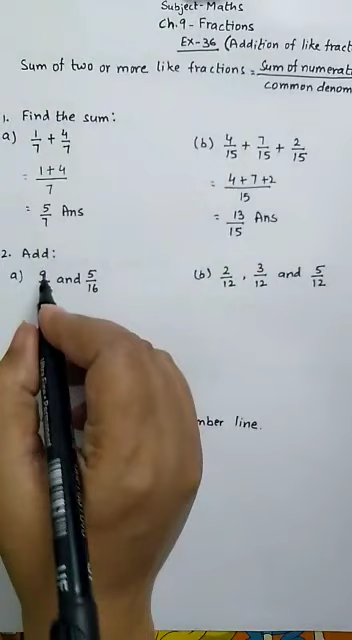 Subject- Maths
Ch.9 - Fractions
Ex-36 (Addition of like fract
Sum of two or more like fractions = Sum of numerat
common denom
1. Find the sum:
a) 1/7 + 4/7
= 1+4/7
= 5/7 Ans
(b) 4/15 + 7/15 + 2/15
= 4+7+2/15
= 13/15 Ans
2. Add:
a) 9 and 5/16
(b) 2/12, 3/12 and 5/12
mber line.